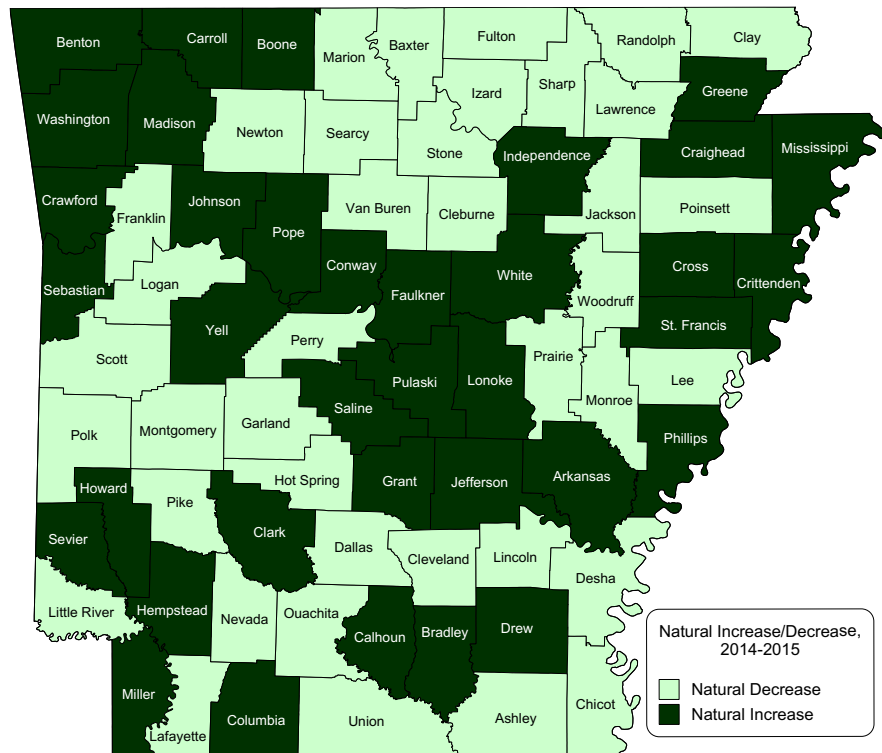 Benton
Carroll
Boone
Marion
Baxter
Fulton
Randolph
Clay
Izard
Sharp
Lawrence
Greene
Washington
Madison
Newton
Searcy
Stone
Independence
Craighead
Mississippi
Crawford
Franklin
Johnson
Pope
Van Buren
Cleburne
Jackson
Poinsett
Sebastian
Logan
Conway
Faulkner
White
Woodruff
Cross
Crittenden
St. Francis
Scott
Yell
Perry
Pulaski
Lonoke
Prairie
Monroe
Lee
Polk
Montgomery
Garland
Saline
Phillips
Howard
Pike
Hot Spring
Grant
Jefferson
Arkansas
Sevier
Clark
Dallas
Cleveland
Lincoln
Desha
Little River
Hempstead
Nevada
Ouachita
Calhoun
Bradley
Drew
Miller
Lafayette
Columbia
Union
Ashley
Chicot
Natural Increase/Decrease,
2014-2015
Natural Decrease
Natural Increase